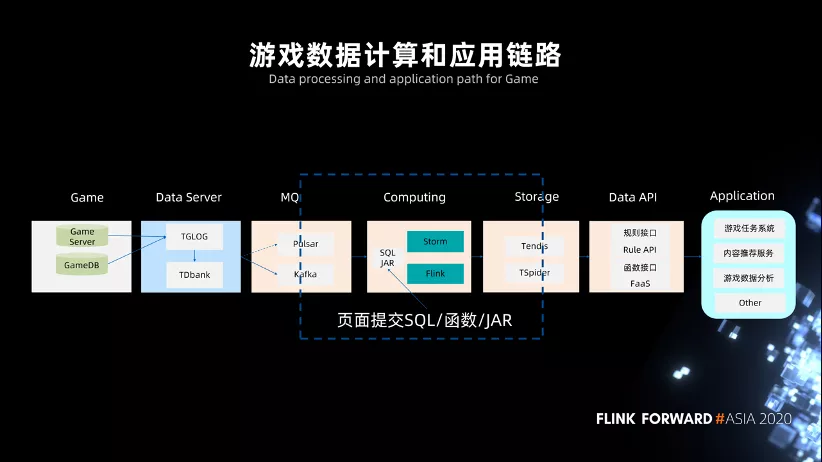 游戏数据计算和应用链路
Data processing and application path for Game
Game
Data Server
MQ
Computing
Storage
Data API
Application
Game
Server
GameDB
TGLOG
TDbank
Pulsar
Kafka
SQL
JAR
Storm
Flink
Tendis
TSpider
规则接口
Rule API
函数接口
FaaS
游戏任务系统
内容推荐服务
游戏数据分析
Other
页面提交SQL/函数/JAR
FLINK FORWARD #ASIA 2020